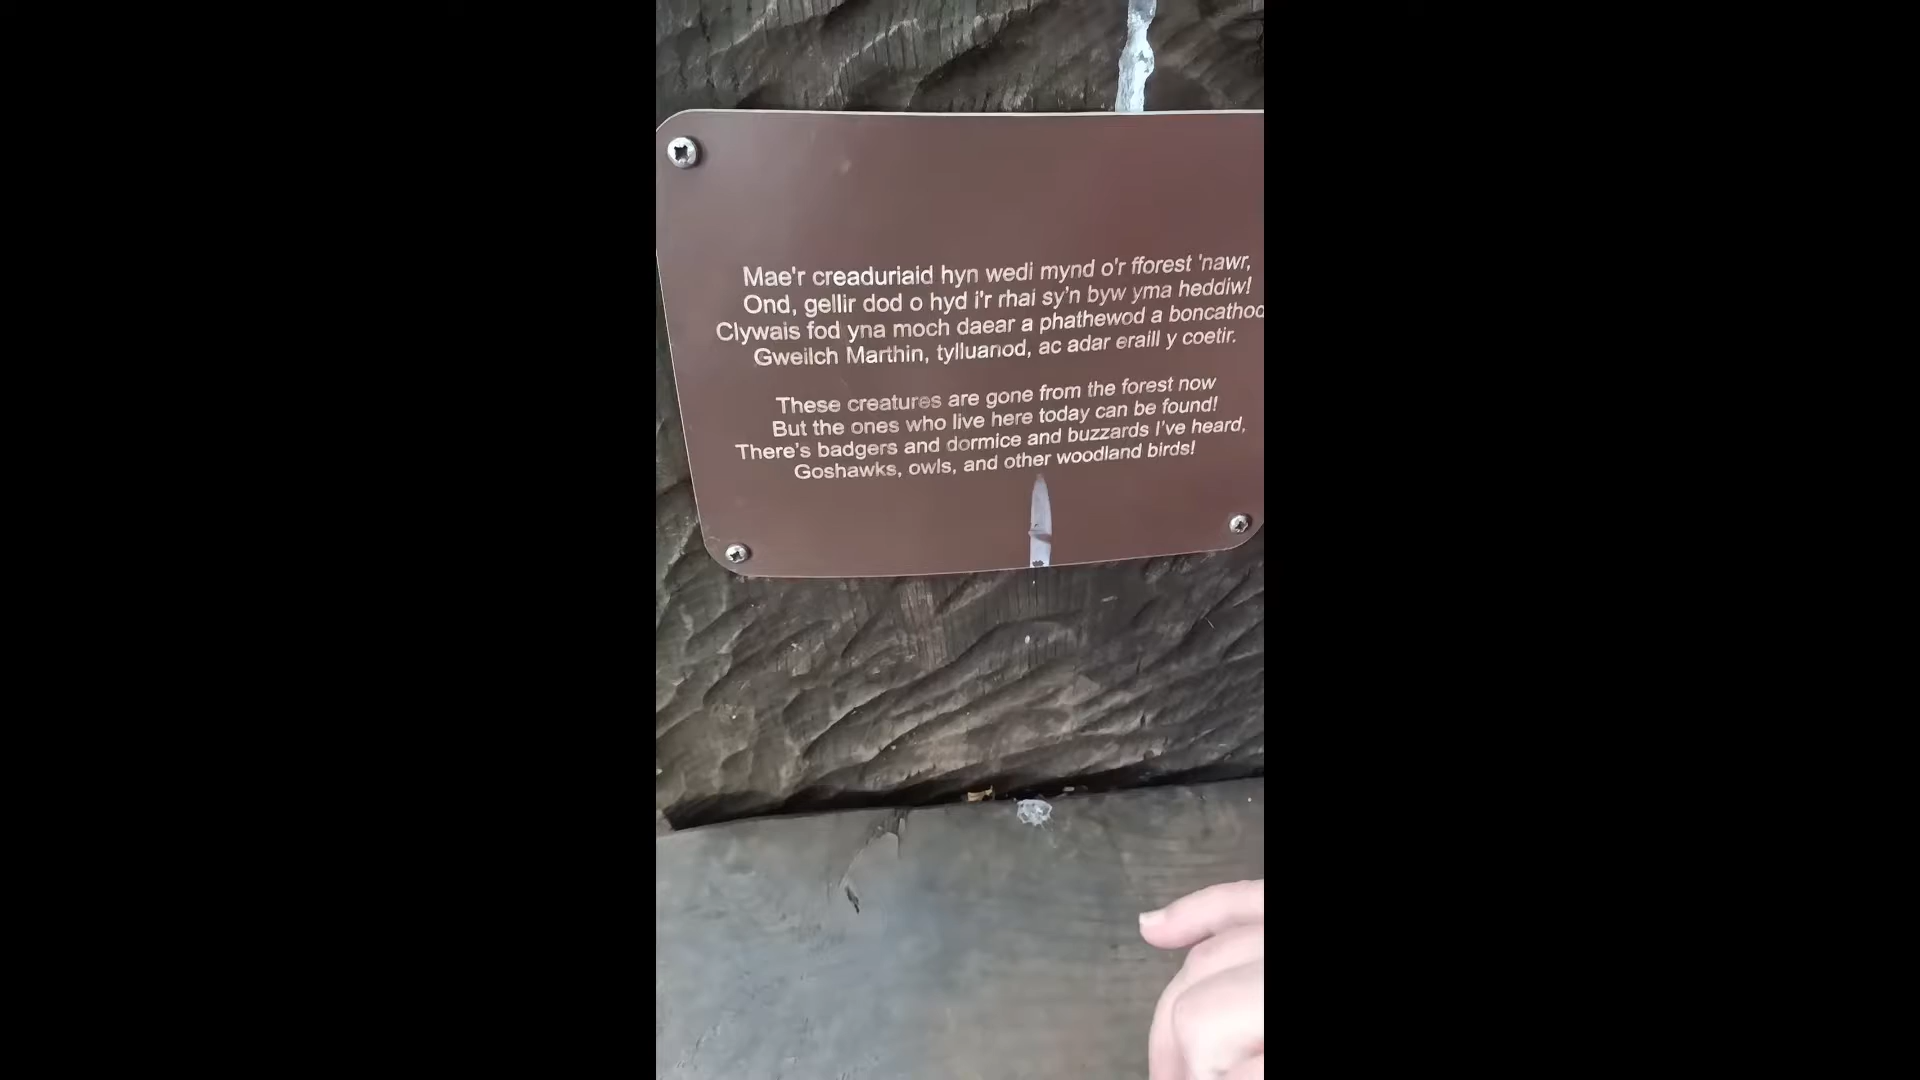 Mae'r creaduriaid hyn wedi mynd o'r fforest 'nawr,
Ond, gellir dod o hyd i'r rhai sy'n byw yma heddiw!
Clywais fod yna moch daear a phathewod a boncathod
Gweilch Marthin, tylluanod, ac adar eraill y coetir.
These creatures are gone from the forest now
But the ones who live here today can be found!
There's badgers and dormice and buzzards I've heard,
Goshawks, owls, and other woodland birds!